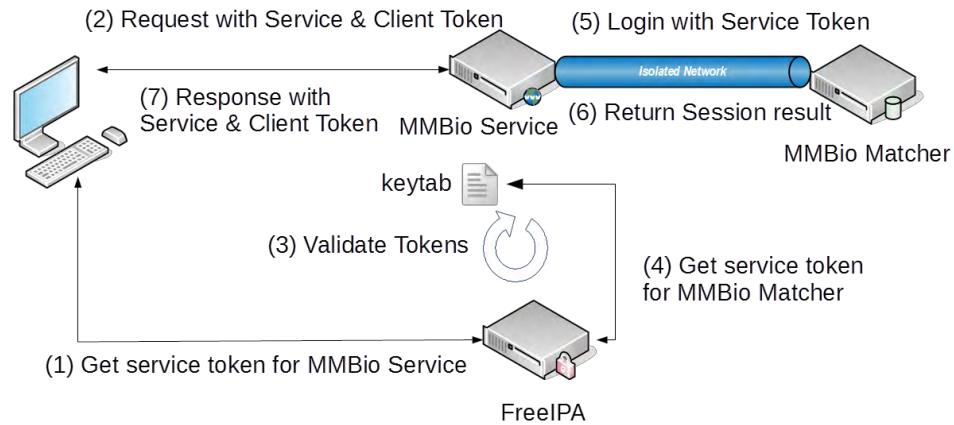 (2) Request with Service & Client Token
(5) Login with Service Token
Isolated Network
(7) Response with
Service & Client Token
MMBio Service
(6) Return Session result
MMBio Matcher
keytab
(3) Validate Tokens
(4) Get service token
for MMBio Matcher
(1) Get service token for MMBio Service
FreeIPA